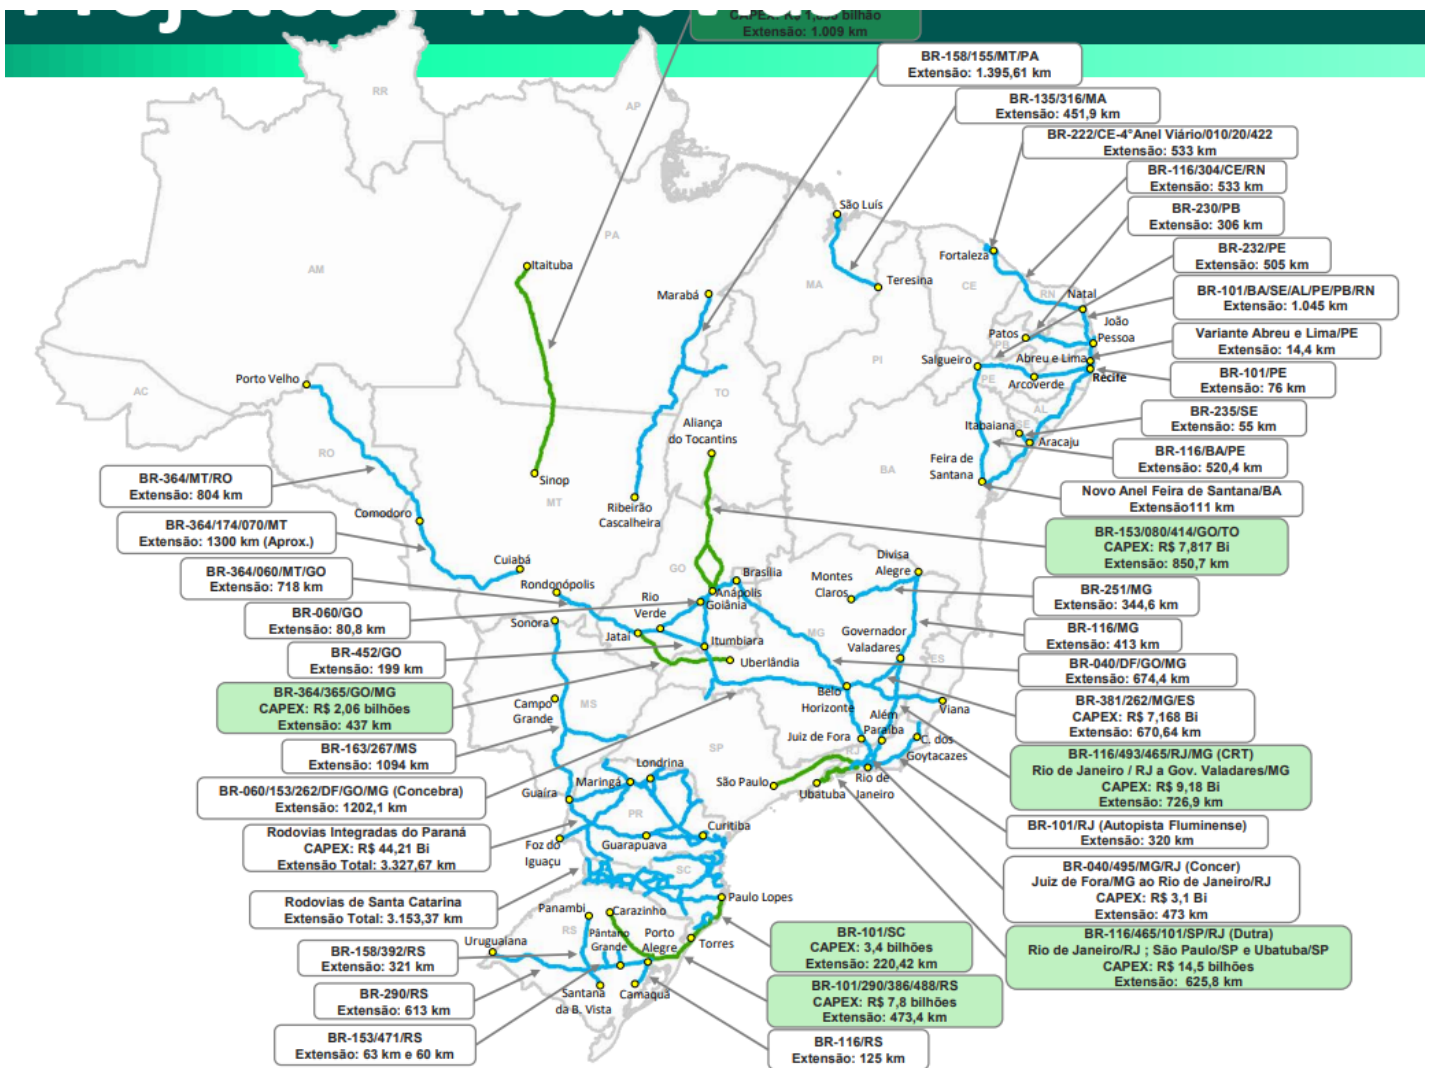 Projetos Rodovias
CAPEX: R$ 1,893 bilhão
Extensão: 1.009 km
BR-158/155/MT/PA
Extensão: 1.395,61 km
BR-135/316/MA
Extensão: 451,9 km
BR-222/CE-4°Anel Viário/010/20/422
Extensão: 533 km
BR-116/304/CE/RN
Extensão: 533 km
BR-230/PB
Extensão: 306 km
BR-232/PE
Extensão: 505 km
BR-101/BA/SE/AL/PE/PB/RN
Extensão: 1.045 km
Variante Abreu e Lima/PE
Extensão: 14,4 km
BR-101/PE
Extensão: 76 km
BR-235/SE
Extensão: 55 km
BR-116/BA/PE
Extensão: 520,4 km
Novo Anel Feira de Santana/BA
Extensão111 km
BR-153/080/414/GO/TO
CAPEX: R$ 7,817 Bi
Extensão: 850,7 km
BR-251/MG
Extensão: 344,6 km
BR-116/MG
Extensão: 413 km
BR-040/DF/GO/MG
Extensão: 674,4 km
BR-381/262/MG/ES
CAPEX: R$ 7,168 Bi
Extensão: 670,64 km
BR-116/493/465/RJ/MG (CRT)
Rio de Janeiro / RJ a Gov. Valadares/MG
CAPEX: R$ 9,18 Bi
Extensão: 726,9 km
BR-101/RJ (Autopista Fluminense)
Extensão: 320 km
BR-040/495/MG/RJ (Concer)
Juiz de Fora/MG ao Rio de Janeiro/RJ
CAPEX: R$ 3,1 Bi
Extensão: 473 km
BR-116/465/101/SP/RJ (Dutra)
Rio de Janeiro/RJ ; São Paulo/SP e Ubatuba/SP
CAPEX: R$ 14,5 bilhões
Extensão: 625,8 km
BR-101/SC
CAPEX: 3,4 bilhões
Extensão: 220,42 km
BR-101/290/386/488/RS
CAPEX: R$ 7,8 bilhões
Extensão: 473,4 km
BR-116/RS
Extensão: 125 km
BR-364/MT/RO
Extensão: 804 km
BR-364/174/070/MT
Extensão: 1300 km (Aprox.)
BR-364/060/MT/GO
Extensão: 718 km
BR-060/GO
Extensão: 80,8 km
BR-452/GO
Extensão: 199 km
BR-364/365/GO/MG
CAPEX: R$ 2,06 bilhões
Extensão: 437 km
BR-163/267/MS
Extensão: 1094 km
BR-060/153/262/DF/GO/MG (Concebra)
Extensão: 1202,1 km
Rodovias Integradas do Paraná
CAPEX: R$ 44,21 Bi
Extensão Total: 3.327,67 km
Rodovias de Santa Catarina
Extensão Total: 3.153,37 km
BR-158/392/RS
Extensão: 321 km
BR-290/RS
Extensão: 613 km
BR-153/471/RS
Extensão: 63 km e 60 km
RR
AP
AM
PA
MA
CE
RN
PB
PI
PE
AL
SE
AC
RO
TO
BA
MT
GO
MG
ES
MS
SP
RJ
PR
SC
RS
São Luís
Teresina
Fortaleza
Natal
João
Pessoa
Patos
Salgueiro
Abreu e Lima
Arcoverde
Recife
Itabaiana
Aracaju
Feira de
Santana
Itaituba
Sinop
Marabá
Ribeirão
Cascalheira
Aliança
do Tocantins
Porto Velho
Comodoro
Cuiabá
Rondonópolis
Sonora
Rio
Verde
Jataí
Brasília
Anápolis
Goiânia
Itumbiara
Uberlândia
Montes
Claros
Divisa
Alegre
Governador
Valadares
Belo
Horizonte
Viana
Além
Paraíba
Juiz de Fora
C. dos
Goytacazes
Rio de
Janeiro
São Paulo
Ubatuba
Campo
Grande
Londrina
Maringá
Guaíra
Foz do
Iguaçu
Guarapuava
Curitiba
Paulo Lopes
Torres
Panambi
Carazinho
Pântano
Grande
Porto
Alegre
Uruguaiana
Santana
da B. Vista
Camaquã